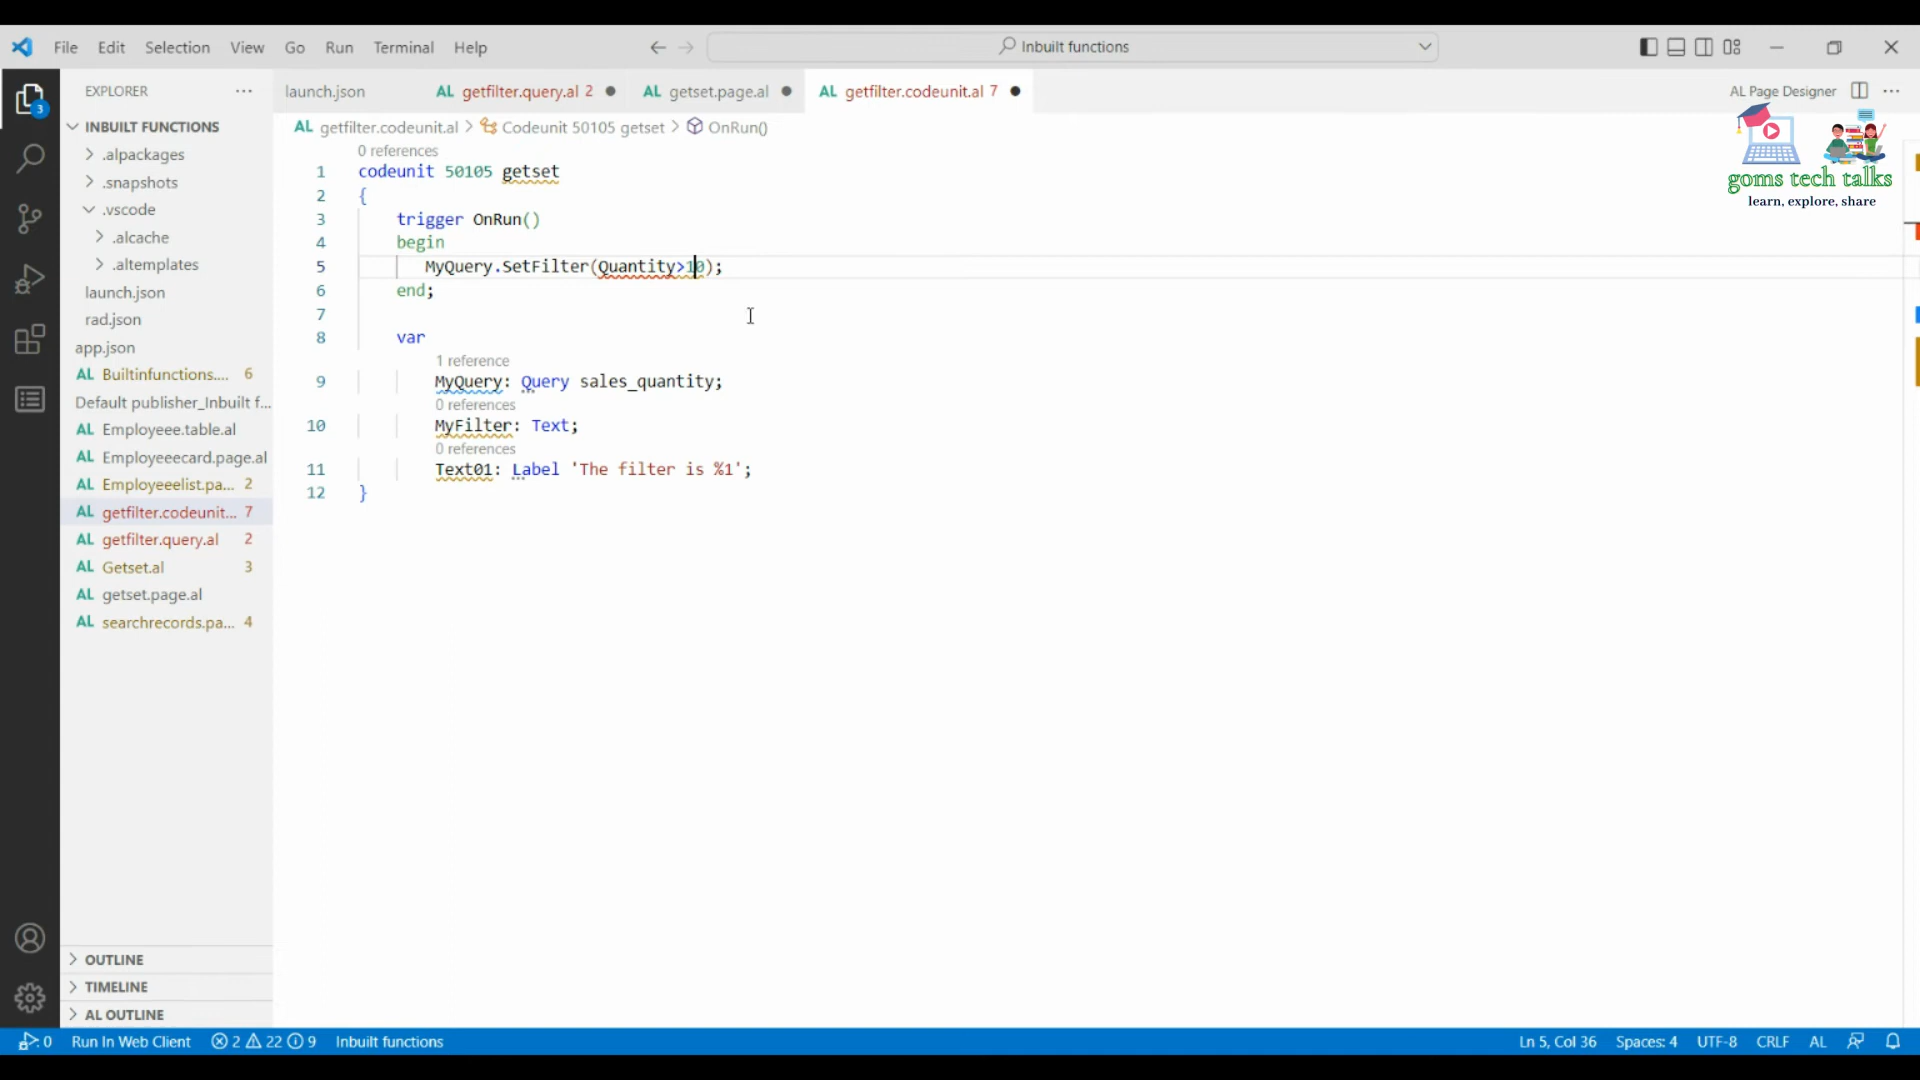 File Edit Selection View Go Run Terminal Help
Inbuilt functions
EXPLORER
launch.json
AL getfilter.query.al 2
AL getset.page.al
AL getfilter.codeunit.al 7
AL Page Designer
AL getfilter.codeunit.al > Codeunit 50105 getset > OnRun()
goms tech talks
learn, explore, share
3
INBUILT FUNCTIONS
.alpackages
.snapshots
.vscode
.alcache
.altemplates
launch.json
rad.json
app.json
AL Builtinfunctions.... 6
Default publisher_Inbuilt f...
AL Employeee.table.al
AL Employeeecard.page.al
AL Employeeelist.pa... 2
AL getfilter.codeunit... 7
AL getfilter.query.al 2
AL Getset.al 3
AL getset.page.al
AL searchrecords.pa... 4
OUTLINE
TIMELINE
AL OUTLINE
0 references
1 codeunit 50105 getset
2 {
3 trigger OnRun()
4 begin
5 MyQuery.SetFilter(Quantity>10);
6 end;
7
8 var
1 reference
9 MyQuery: Query sales_quantity;
0 references
10 MyFilter: Text;
0 references
11 Text01: Label 'The filter is %1';
12 }
0 Run In Web Client 2 22 9 Inbuilt functions
Ln 5, Col 36 Spaces: 4 UTF-8 CRLF AL